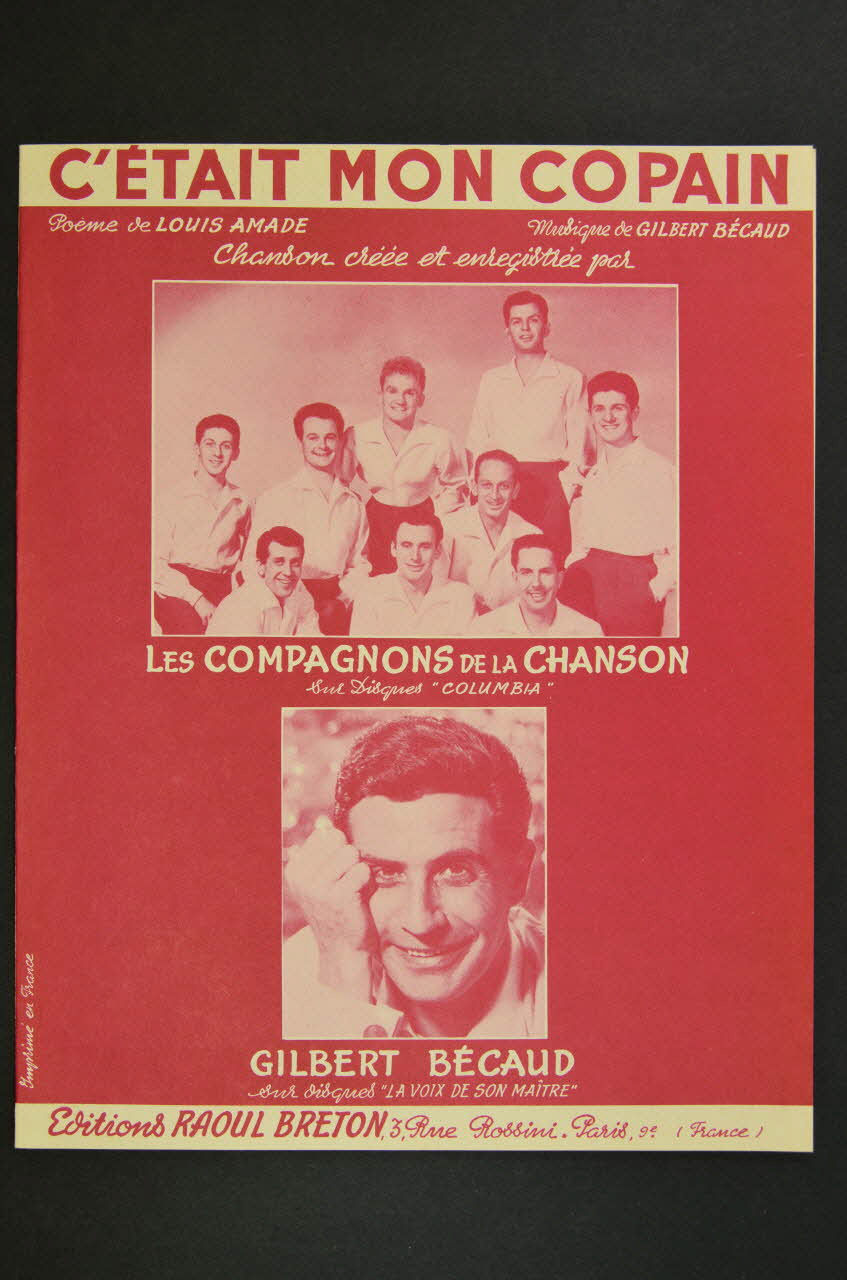 C'ÉTAIT MON COPAIN
Poème de LOUIS AMADE
Musique de GILBERT BÉCAUD
Chanson créée et enregistrée par
LES COMPAGNONS DE LA CHANSON
sur Disques "COLUMBIA"
GILBERT BÉCAUD
sur disques "LA VOIX DE SON MAÎTRE"
Imprimé en France
Editions RAOUL BRETON, 3, Rue Rossini. Paris, 9e (France)